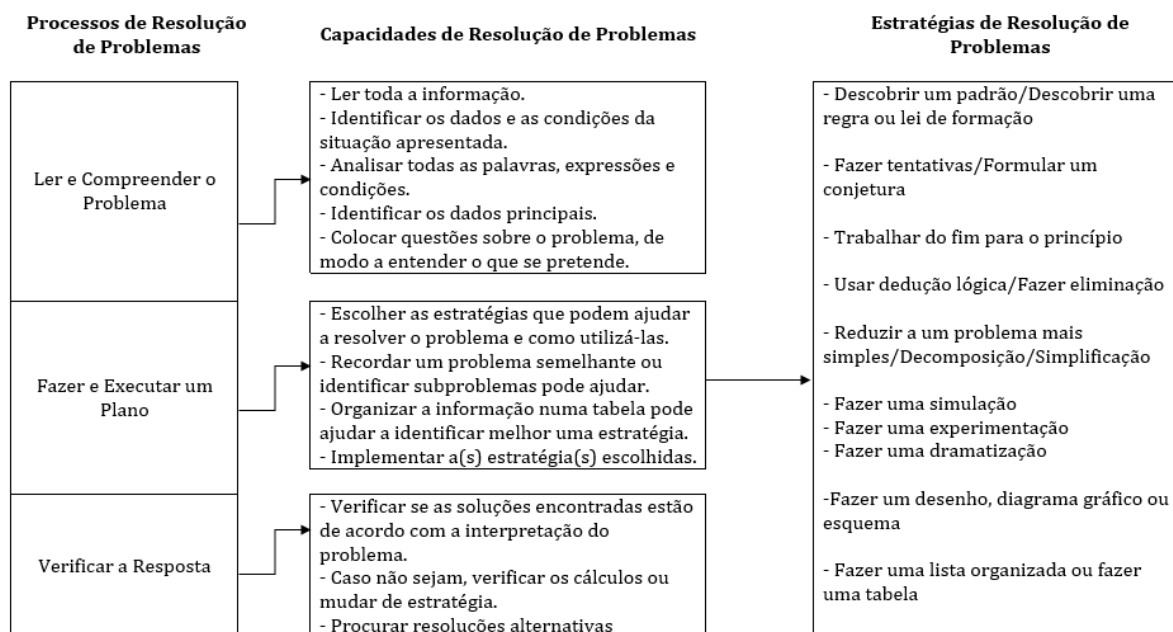 Processos de Resolução
de Problemas
Capacidades de Resolução de Problemas
Estratégias de Resolução de
Problemas
Ler e Compreender o
Problema
- Ler toda a informação.
- Identificar os dados e as condições da
situação apresentada.
- Analisar todas as palavras, expressões e
condições.
- Identificar os dados principais.
- Colocar questões sobre o problema, de
modo a entender o que se pretende.
Fazer e Executar um
Plano
- Escolher as estratégias que podem ajudar
a resolver o problema e como utilizá-las.
- Recordar um problema semelhante ou
identificar subproblemas pode ajudar.
- Organizar a informação numa tabela pode
ajudar a identificar melhor uma estratégia.
- Implementar a(s) estratégia(s) escolhidas.
Verificar a Resposta
- Verificar se as soluções encontradas estão
de acordo com a interpretação do
problema.
- Caso não sejam, verificar os cálculos ou
mudar de estratégia.
- Procurar resoluções alternativas
- Descobrir um padrão/Descobrir uma
regra ou lei de formação
- Fazer tentativas/Formular um
conjetura
- Trabalhar do fim para o princípio
- Usar dedução lógica/Fazer eliminação
- Reduzir a um problema mais
simples/Decomposição/Simplificação
- Fazer uma simulação
- Fazer uma experimentação
- Fazer uma dramatização
-Fazer um desenho, diagrama gráfico ou
esquema
- Fazer uma lista organizada ou fazer
uma tabela